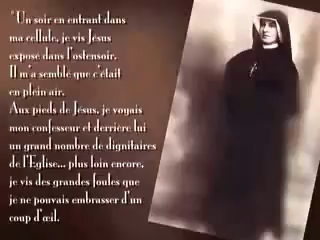 "Un soir en entrant dans
ma cellule, je vis Jésus
exposé dans l'ostensoir.
Il m'a semblé que c'était
en plein air.
Aux pieds de Jésus, je voyais
mon confesseur et derrière lui
un grand nombre de dignitaires
de l'Eglise... plus loin encore,
je vis des grandes foules que
je ne pouvais embrasser d'un
coup d'œil.